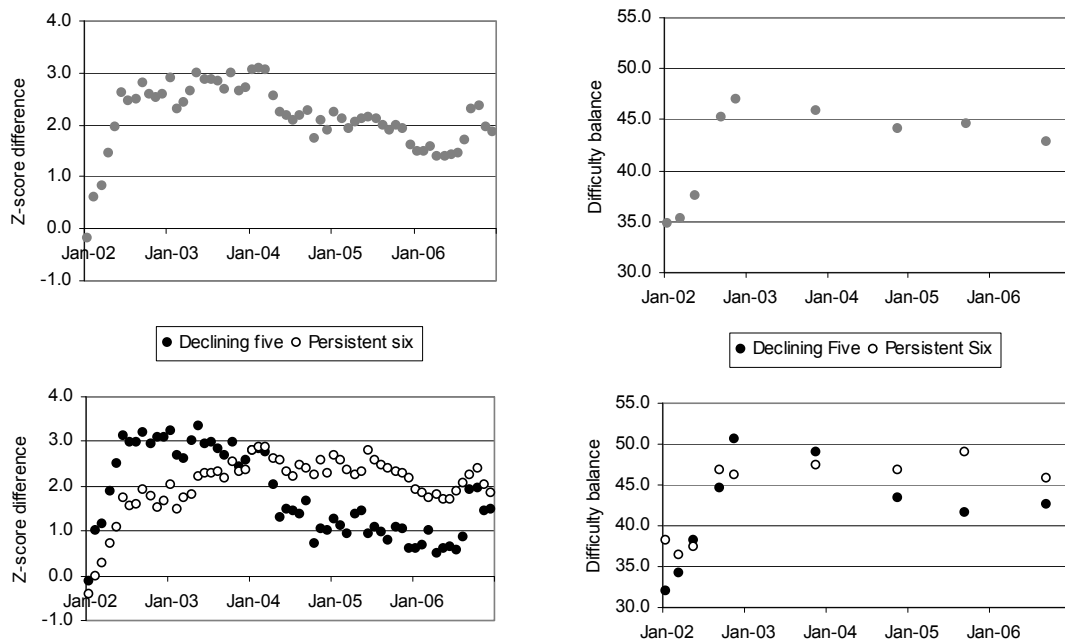 4.0
3.0
2.0
1.0
0.0
-1.0
Z-score difference
Jan-02 Jan-03 Jan-04 Jan-05 Jan-06
55.0
50.0
45.0
40.0
35.0
30.0
Difficulty balance
Jan-02 Jan-03 Jan-04 Jan-05 Jan-06
Declining five Persistent six
4.0
3.0
2.0
1.0
0.0
-1.0
Z-score difference
Jan-02 Jan-03 Jan-04 Jan-05 Jan-06
Declining Five Persistent Six
55.0
50.0
45.0
40.0
35.0
30.0
Difficulty balance
Jan-02 Jan-03 Jan-04 Jan-05 Jan-06